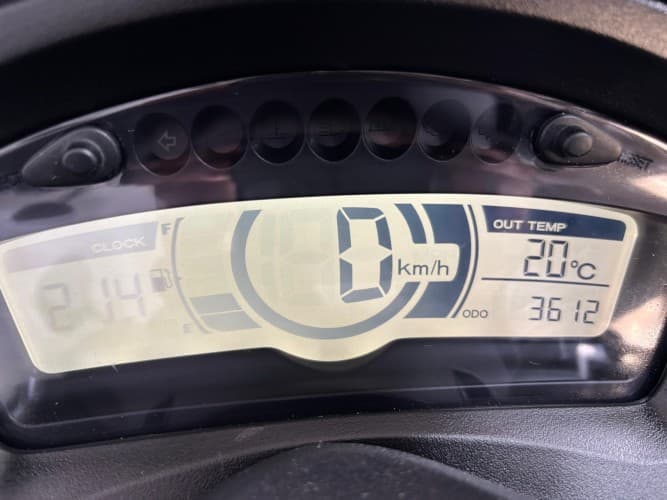 CLOCK
2:14
F
E
0
km/h
OUT TEMP
20°C
ODO
3612